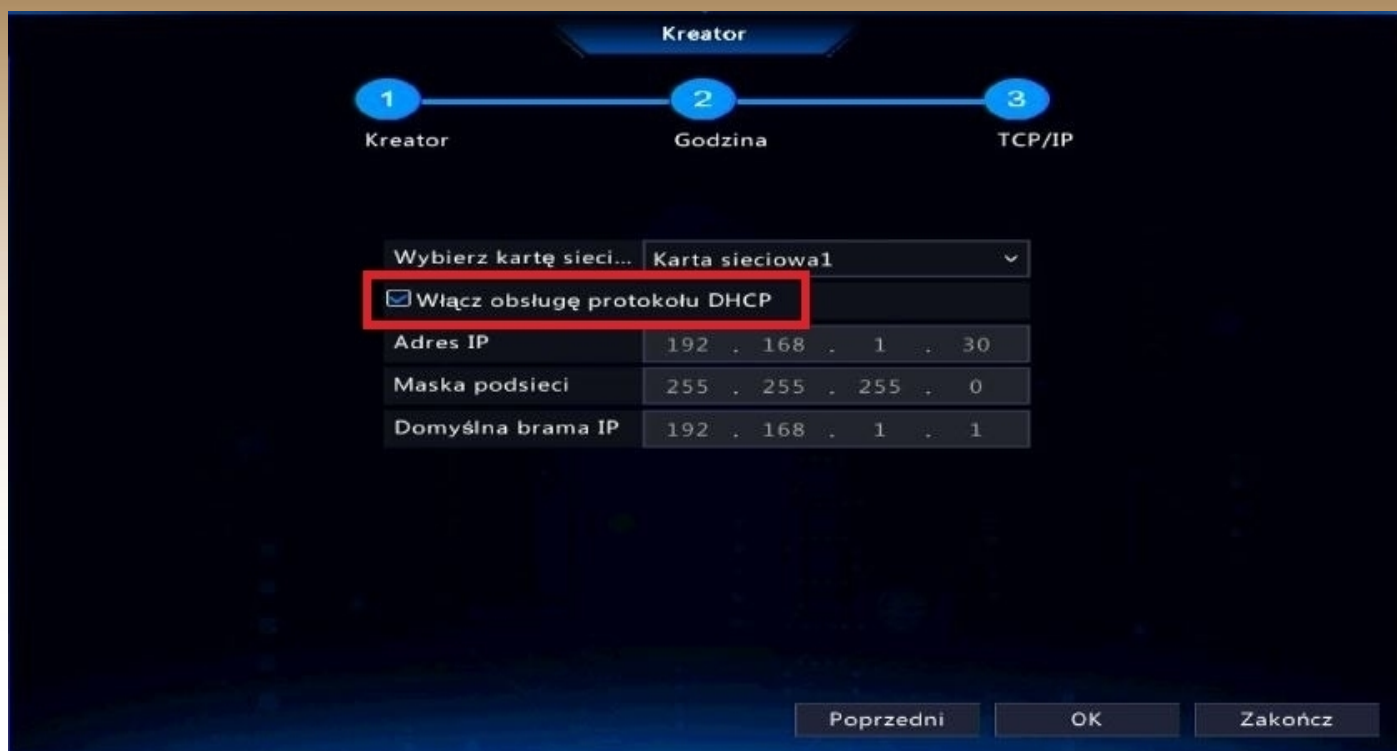 Kreator
1 2 3
Kreator Godzina TCP/IP
Wybierz kartę sieci... Karta sieciowa1
Włącz obsługę protokołu DHCP
Adres IP 192 . 168 . 1 . 30
Maska podsieci 255 . 255 . 255 . 0
Domyślna brama IP 192 . 168 . 1 . 1
Poprzedni OK Zakończ